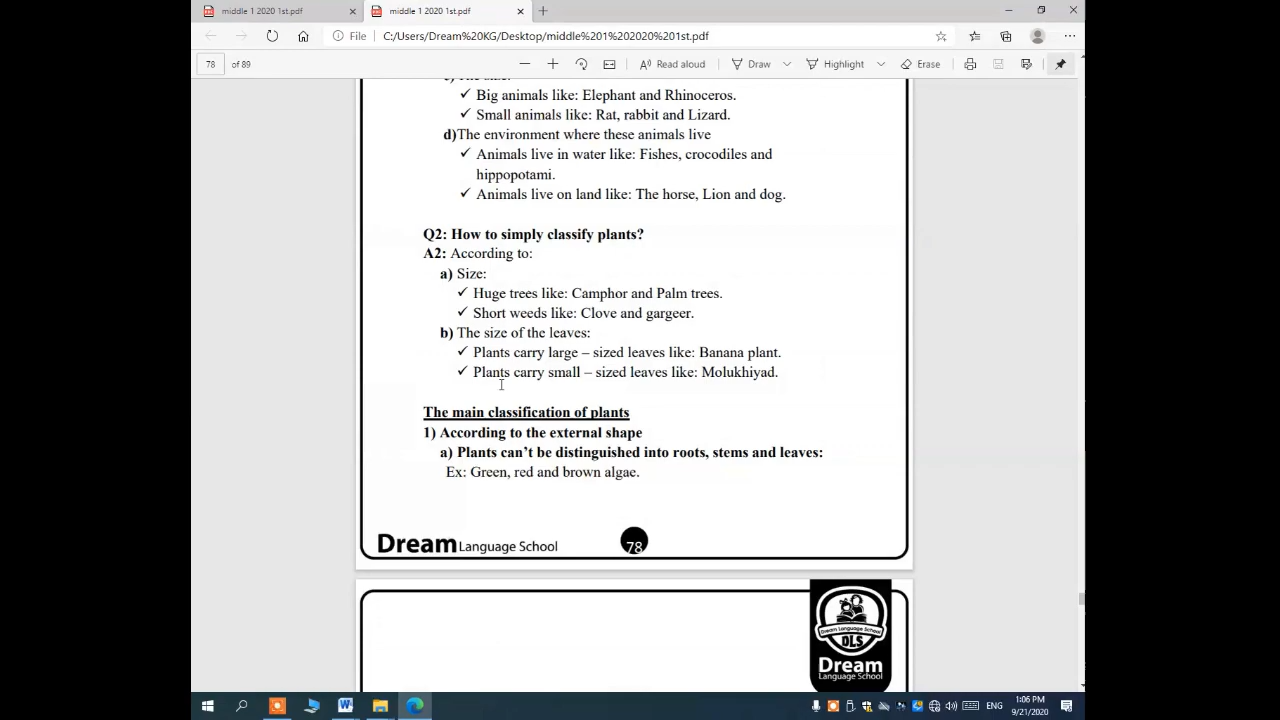 middle 1 2020 1st.pdf
middle 1 2020 1st.pdf
File
C:/Users/Dream%20KG/Desktop/middle%201%202020%201st.pdf
78
of 89
Read aloud
Draw
Highlight
Erase
Big animals like: Elephant and Rhinoceros.
Small animals like: Rat, rabbit and Lizard.
d)The environment where these animals live
Animals live in water like: Fishes, crocodiles and
hippopotami.
Animals live on land like: The horse, Lion and dog.
Q2: How to simply classify plants?
A2: According to:
a) Size:
Huge trees like: Camphor and Palm trees.
Short weeds like: Clove and gargeer.
b) The size of the leaves:
Plants carry large – sized leaves like: Banana plant.
Plants carry small – sized leaves like: Molukhiyad.
The main classification of plants
1) According to the external shape
a) Plants can't be distinguished into roots, stems and leaves:
Ex: Green, red and brown algae.
Dream Language School
78
Dream Language School
DLS
Dream
Language School
ENG
1:06 PM
9/21/2020